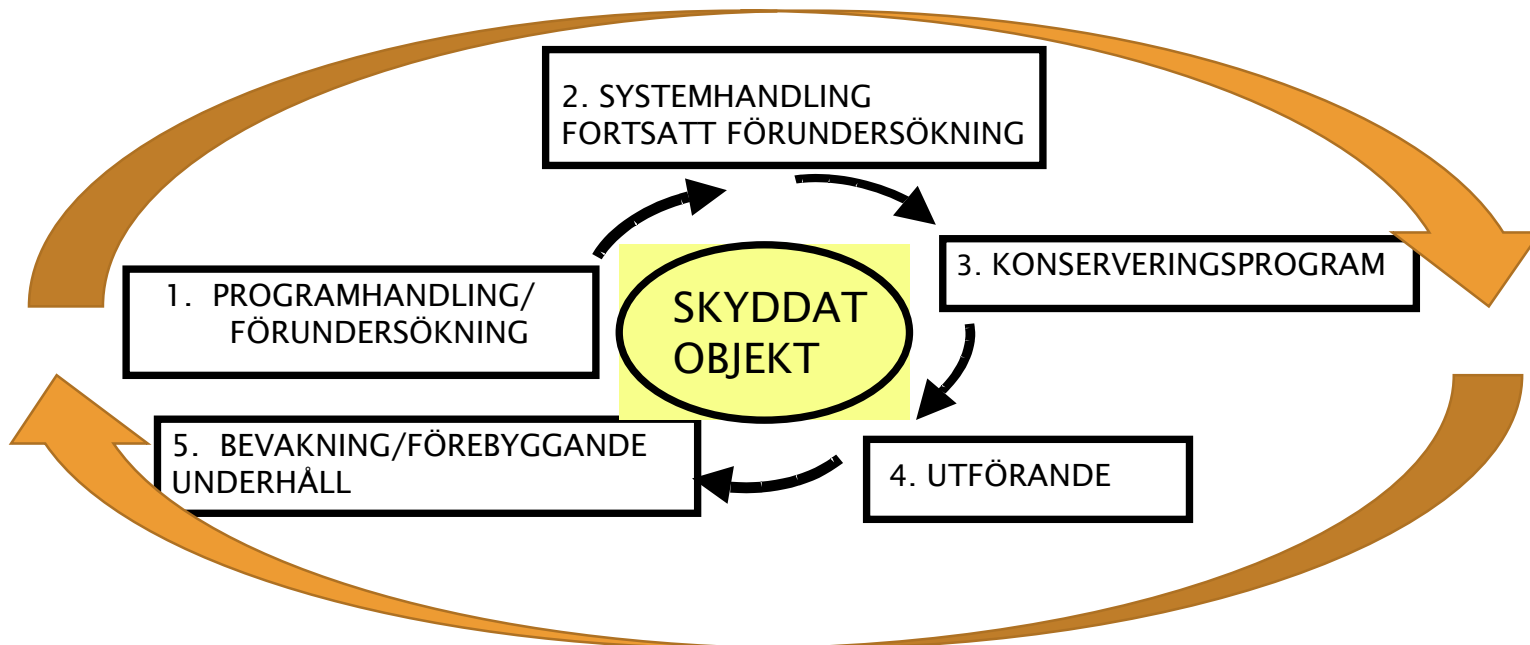 2. SYSTEMHANDLING
FORTSATT FÖRUNDERSÖKNING
3. KONSERVERINGSPROGRAM
1. PROGRAMHANDLING/
FÖRUNDERSÖKNING
SKYDDAT
OBJEKT
5. BEVAKNING/FÖREBYGGANDE
UNDERHÅLL
4. UTFÖRANDE